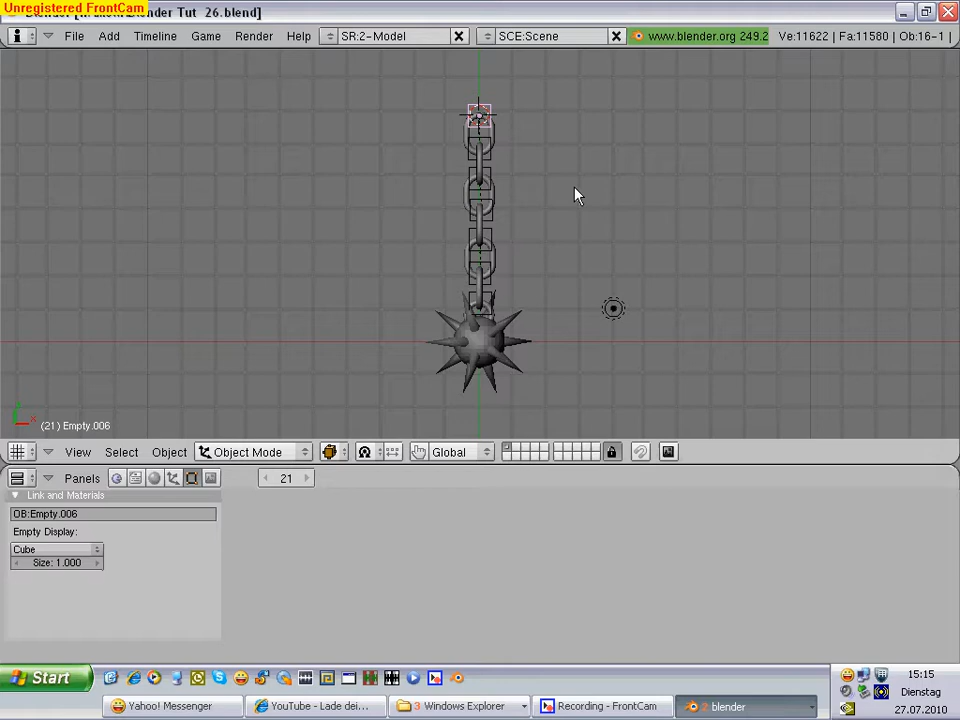 Unregistered FrontCam
Blender Tut 26.blend]
File Add Timeline Game Render Help SR:2-Model SCE:Scene www.blender.org 249.2 Ve:11622 | Fa:11580 | Ob:16-1 |
(21) Empty.006
View Select Object Object Mode Global
Panels 21
Link and Materials
OB:Empty.006
Empty Display:
Cube
Size: 1.000
Start 15:15
Yahoo! Messenger YouTube - Lade dei... 3 Windows Explorer Recording - FrontCam 2 blender Dienstag
27.07.2010